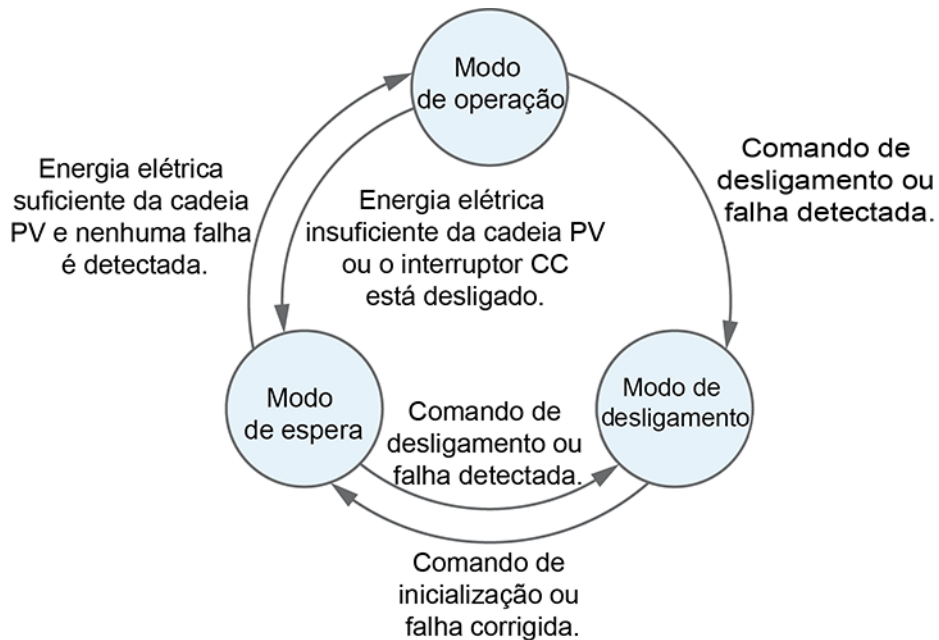 Modo
de operação
Energia elétrica
suficiente da cadeia
PV e nenhuma falha
é detectada.
Energia elétrica
insuficiente da cadeia PV
ou o interruptor CC
está desligado.
Comando de
desligamento ou
falha detectada.
Modo
de espera
Comando de
desligamento ou
falha detectada.
Modo de
desligamento
Comando de
inicialização ou
falha corrigida.